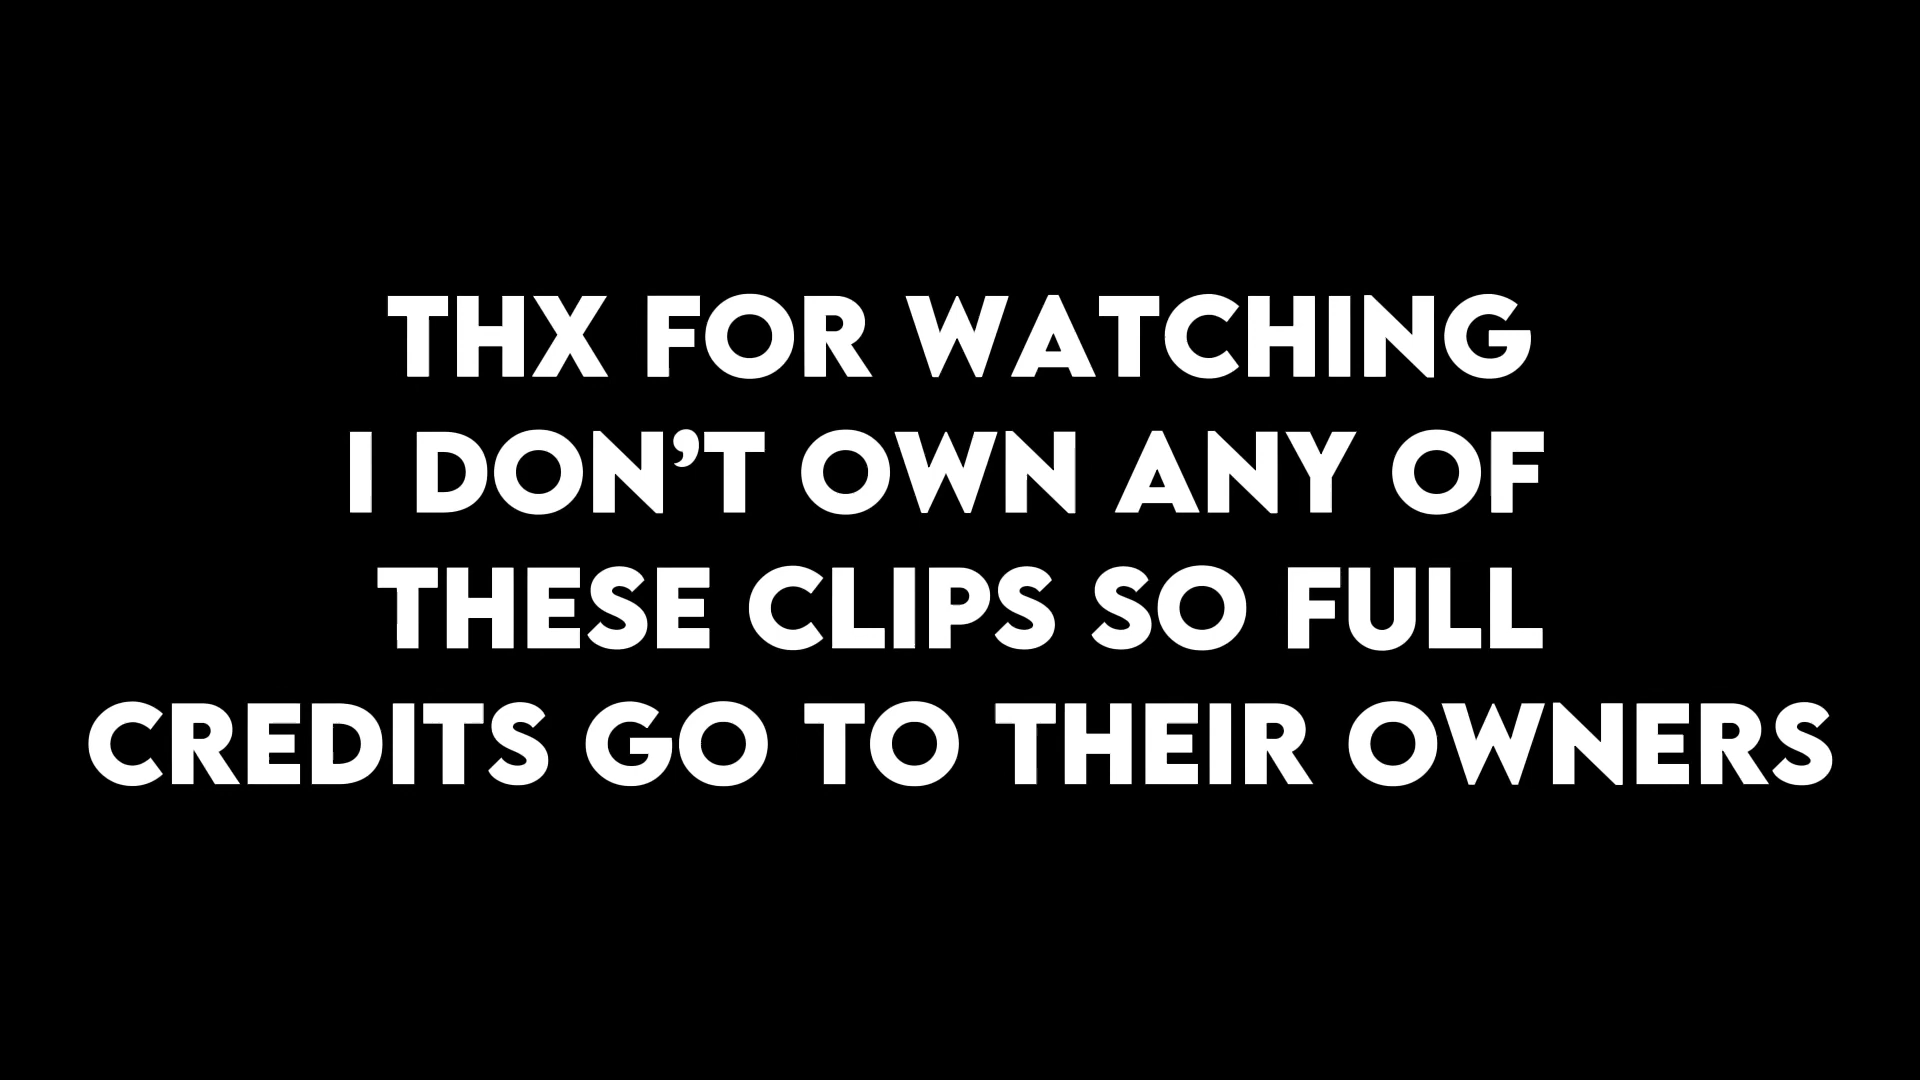 THX FOR WATCHING
I DON’T OWN ANY OF
THESE CLIPS SO FULL
CREDITS GO TO THEIR OWNERS